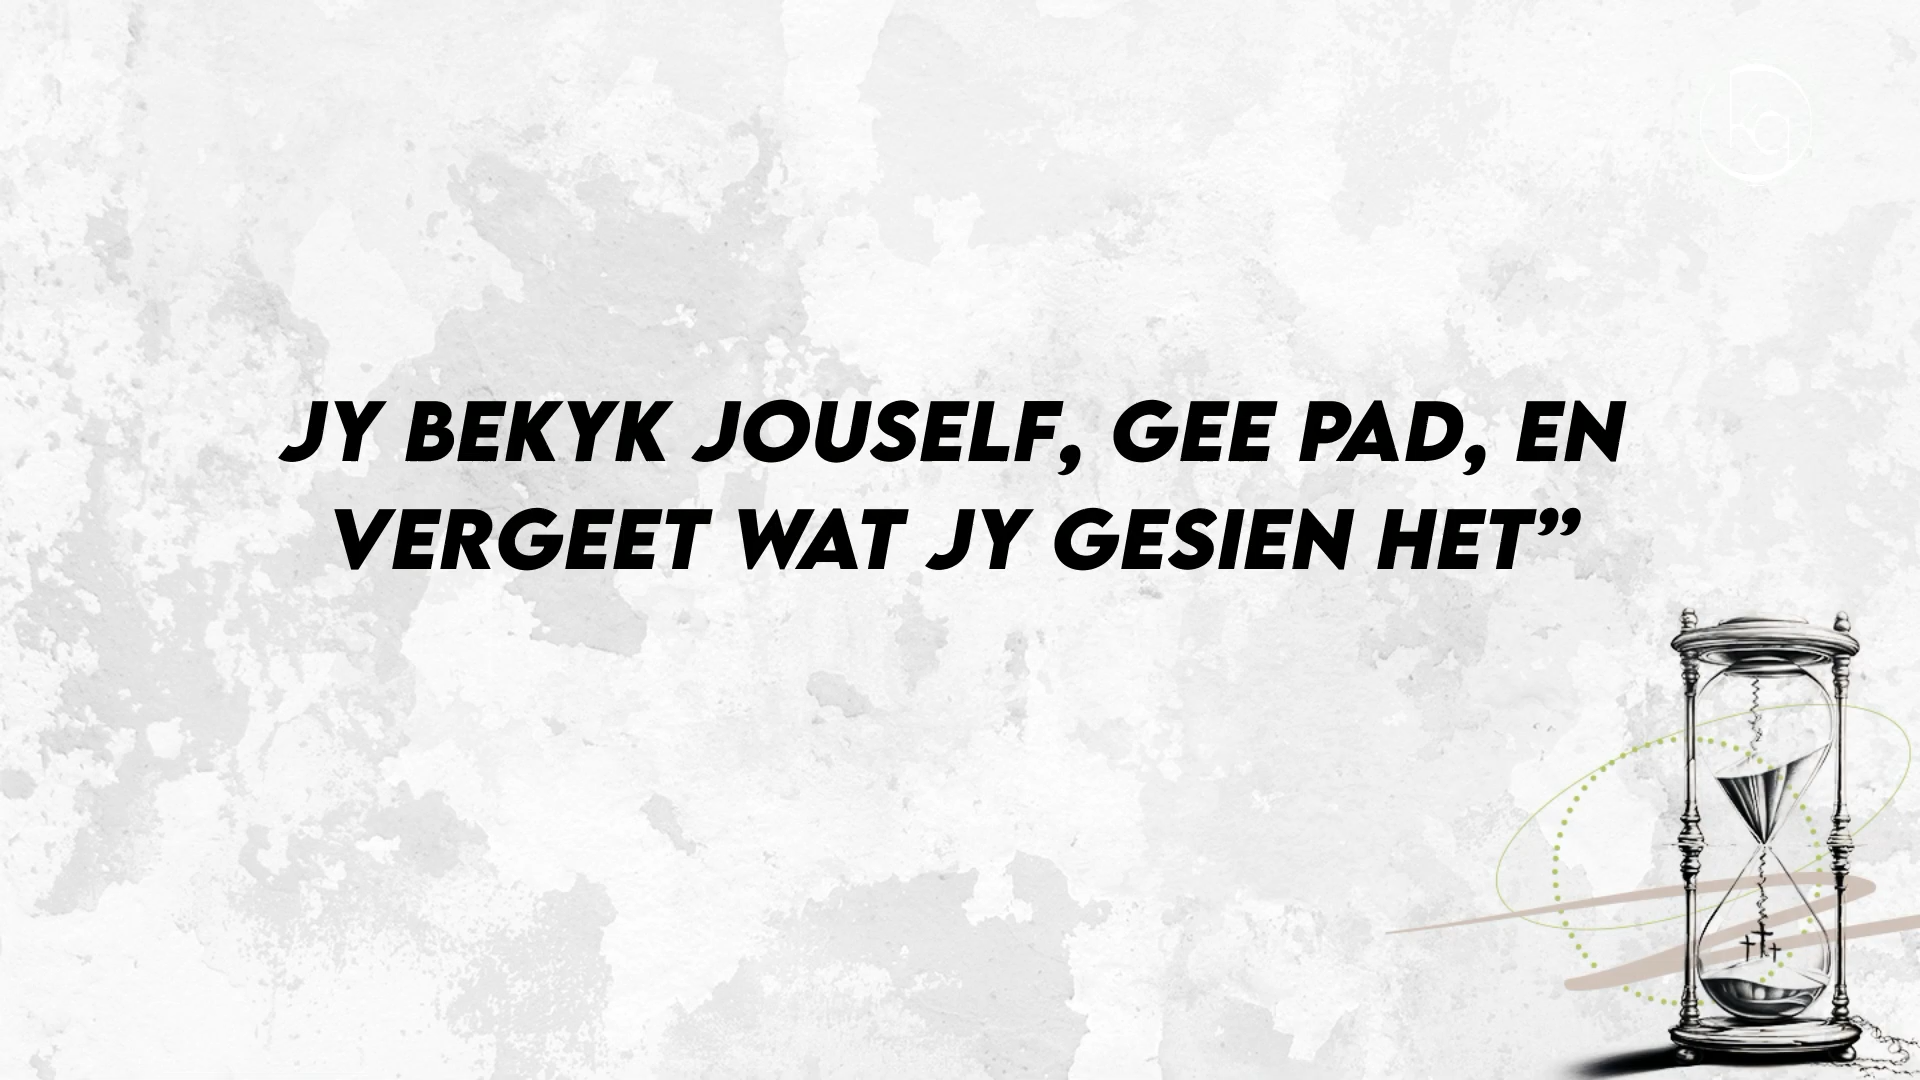 JY BEKYK JOUSELF, GEE PAD, EN
VERGEET WAT JY GESIEN HET”